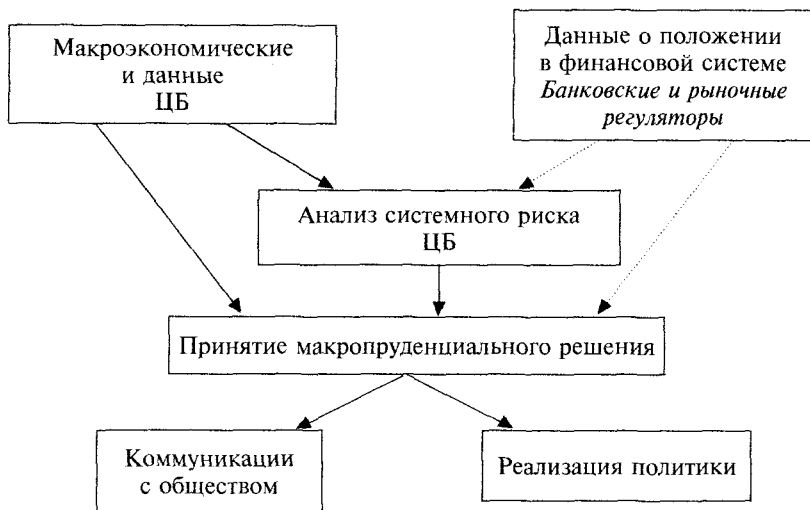 Макроэкономические
и данные
ЦБ
Данные о положении
в финансовой системе
Банковские и рыночные
регуляторы
Анализ системного риска
ЦБ
Принятие макропруденциального решения
Коммуникации
с обществом
Реализация политики